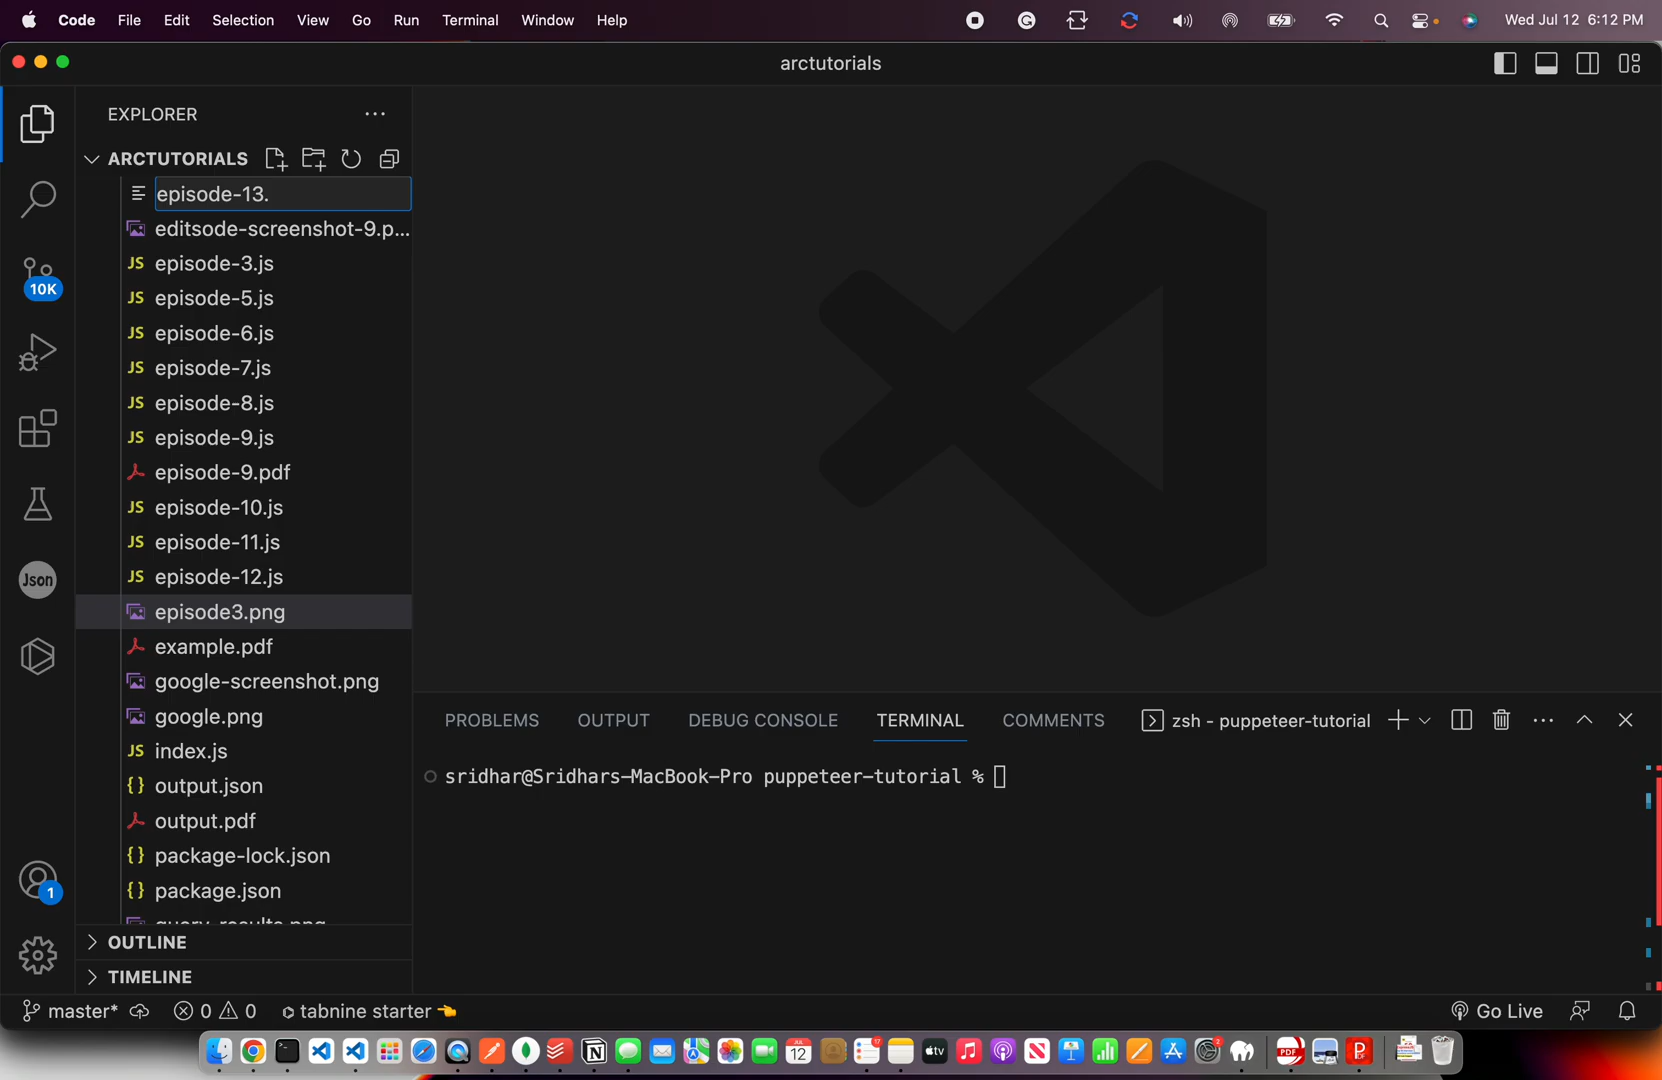 Code File Edit Selection View Go Run Terminal Window Help Wed Jul 12 6:12 PM
arctutorials
EXPLORER
ARCTUTORIALS
episode-13.
editsode-screenshot-9.p...
episode-3.js
episode-5.js
episode-6.js
episode-7.js
episode-8.js
episode-9.js
episode-9.pdf
episode-10.js
episode-11.js
episode-12.js
episode3.png
example.pdf
google-screenshot.png
google.png
index.js
output.json
output.pdf
package-lock.json
package.json
OUTLINE
TIMELINE
10K
Json
1
PROBLEMS OUTPUT DEBUG CONSOLE TERMINAL COMMENTS zsh - puppeteer-tutorial
sridhar@Sridhars-MacBook-Pro puppeteer-tutorial %
master* 0 0 tabnine starter Go Live